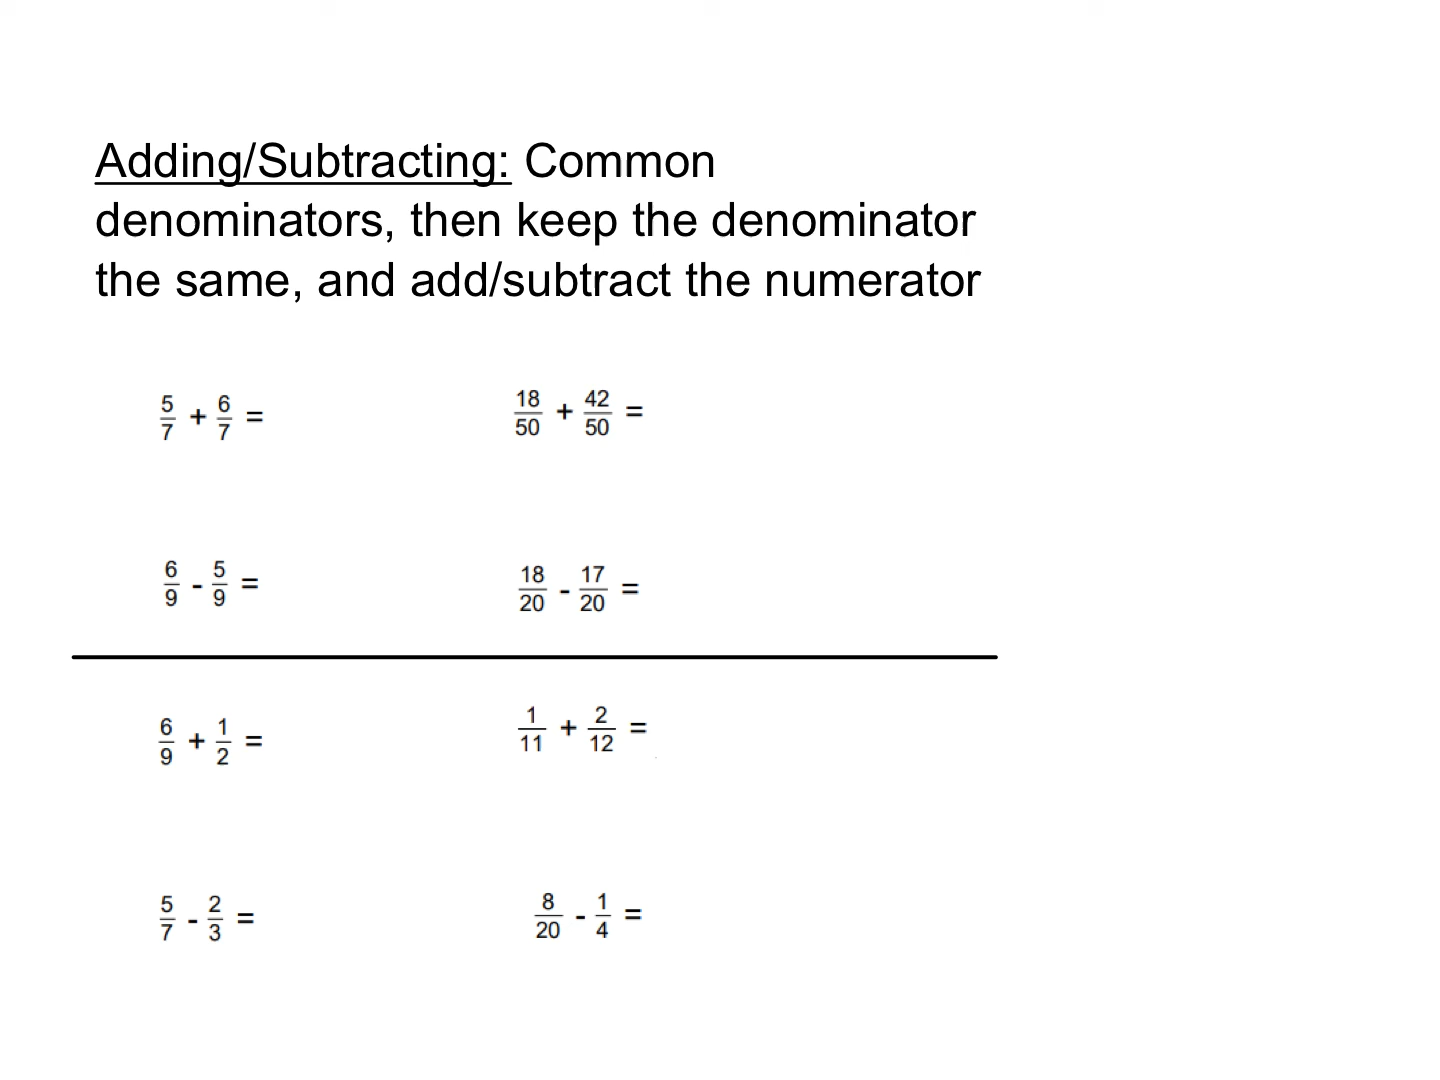 Adding/Subtracting: Common
denominators, then keep the denominator
the same, and add/subtract the numerator
5/7 + 6/7 =
18/50 + 42/50 =
6/9 - 5/9 =
18/20 - 17/20 =
6/9 + 1/2 =
1/11 + 2/12 =
5/7 - 2/3 =
8/20 - 1/4 =